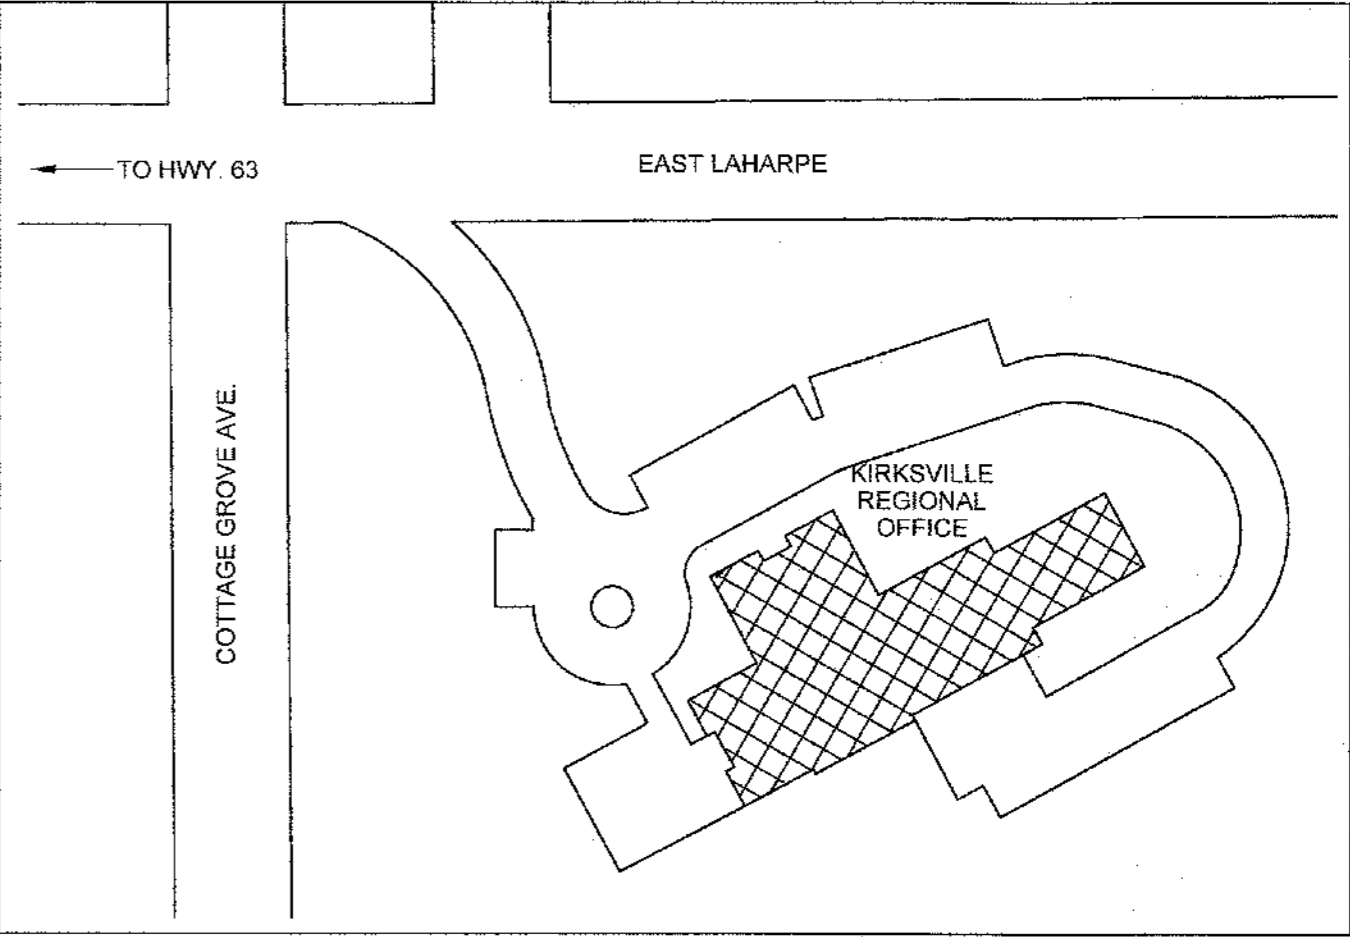 TO HWY. 63
EAST LAHARPE
COTTAGE GROVE AVE.
KIRKSVILLE
REGIONAL
OFFICE